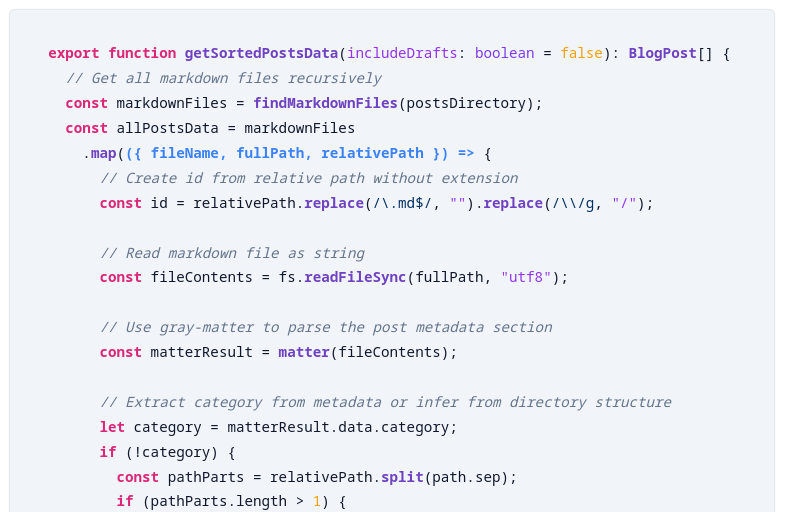 export function getSortedPostsData(includeDrafts: boolean = false): BlogPost[] {
// Get all markdown files recursively
const markdownFiles = findMarkdownFiles(postsDirectory);
const allPostsData = markdownFiles
.map(({ fileName, fullPath, relativePath }) => {
// Create id from relative path without extension
const id = relativePath.replace(/\.md$/, "").replace(/\\/g, "/");
// Read markdown file as string
const fileContents = fs.readFileSync(fullPath, "utf8");
// Use gray-matter to parse the post metadata section
const matterResult = matter(fileContents);
// Extract category from metadata or infer from directory structure
let category = matterResult.data.category;
if (!category) {
const pathParts = relativePath.split(path.sep);
if (pathParts.length > 1) {